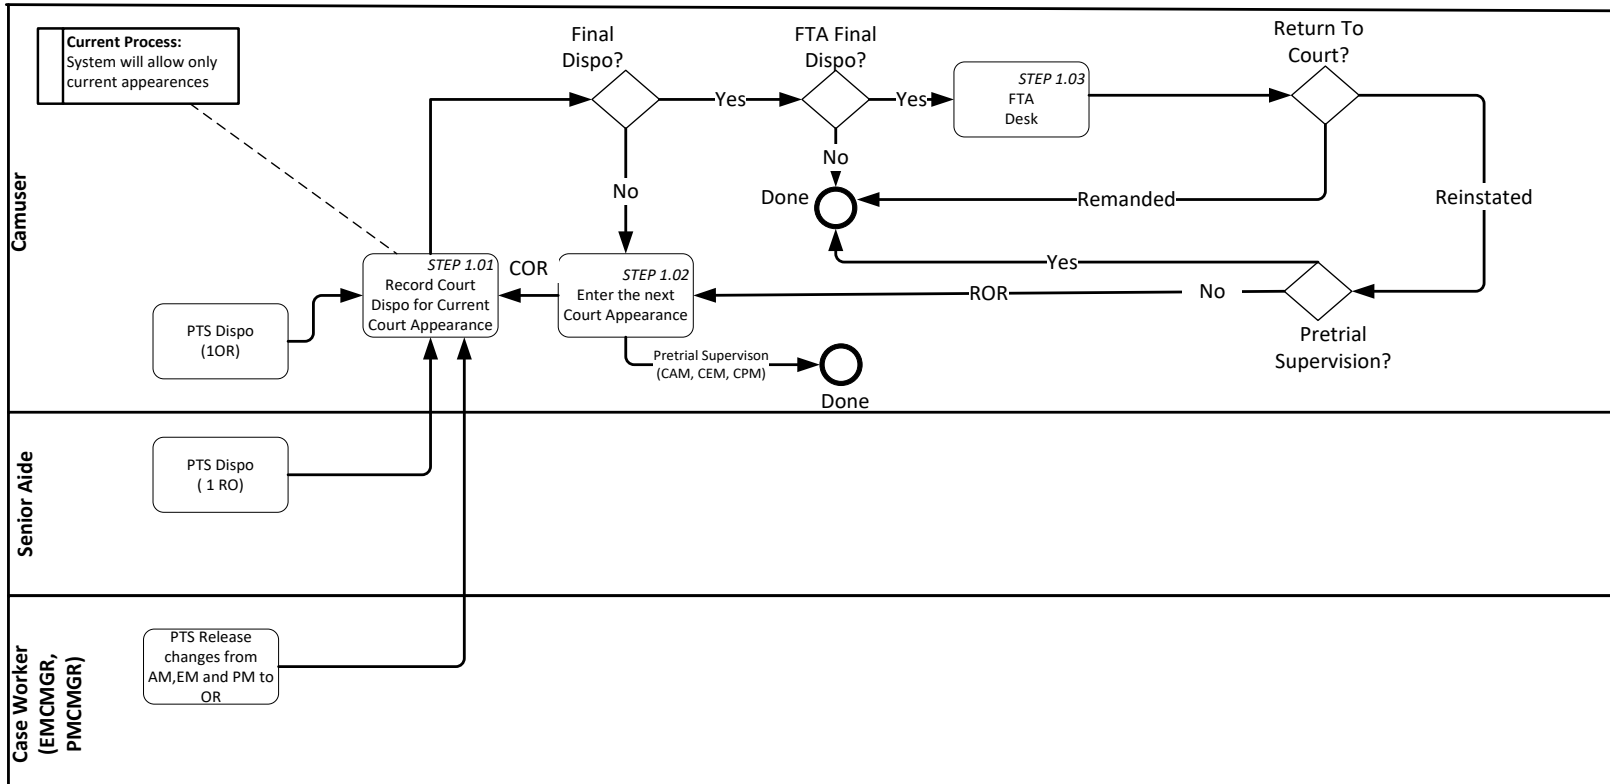 Camuser
Current Process:
System will allow only
current appearences
Final
Dispo?
FTA Final
Dispo?
Return To
Court?
Yes
Yes
STEP 1.03
FTA
Desk
No
No
Done
Remanded
Reinstated
STEP 1.01
Record Court
Dispo for Current
Court Appearance
COR
STEP 1.02
Enter the next
Court Appearance
Yes
ROR
No
Pretrial
Supervision?
PTS Dispo
(1OR)
Pretrial Supervison
(CAM, CEM, CPM)
Done
Senior Aide
PTS Dispo
( 1 RO)
Case Worker
(EMCMGR,
PMCMGR)
PTS Release
changes from
AM,EM and PM to
OR